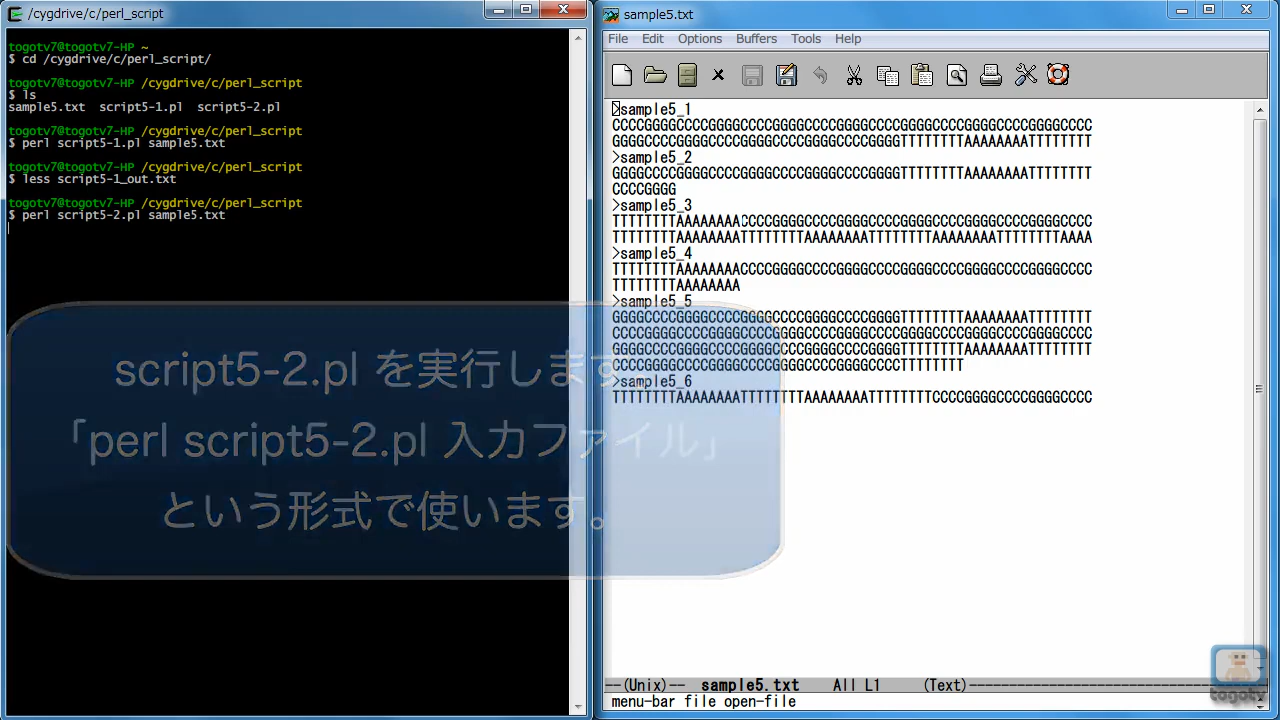 /cygdrive/c/perl_script
togotv7@togotv7-HP ~
$ cd /cygdrive/c/perl_script/
togotv7@togotv7-HP /cygdrive/c/perl_script
$ ls
sample5.txt script5-1.pl script5-2.pl
togotv7@togotv7-HP /cygdrive/c/perl_script
$ perl script5-1.pl sample5.txt
togotv7@togotv7-HP /cygdrive/c/perl_script
$ less script5-1_out.txt
togotv7@togotv7-HP /cygdrive/c/perl_script
$ perl script5-2.pl sample5.txt
script5-2.pl を実行します。
「perl script5-2.pl 入力ファイル」
という形式で使います。
sample5.txt
File Edit Options Buffers Tools Help
>sample5_1
CCCCGGGGCCCCGGGGCCCCGGGGCCCCGGGGCCCCGGGGCCCCGGGGCCCCGGGGCCCC
GGGGCCCCGGGGCCCCGGGGCCCCGGGGCCCCGGGGTTTTTTTTAAAAAAAATTTTTTTT
>sample5_2
GGGGCCCCGGGGCCCCGGGGCCCCGGGGCCCCGGGGTTTTTTTTAAAAAAAATTTTTTTT
CCCCGGGG
>sample5_3
TTTTTTTTAAAAAAAACCCCGGGGCCCCGGGGCCCCGGGGCCCCGGGGCCCCGGGGCCCC
TTTTTTTTAAAAAAAATTTTTTTTAAAAAAAATTTTTTTTAAAAAAAATTTTTTTTAAAA
>sample5_4
TTTTTTTTAAAAAAAACCCCGGGGCCCCGGGGCCCCGGGGCCCCGGGGCCCCGGGGCCCC
TTTTTTTTAAAAAAAA
>sample5_5
GGGGCCCCGGGGCCCCGGGGCCCCGGGGCCCCGGGGTTTTTTTTAAAAAAAATTTTTTTT
CCCCGGGGCCCCGGGGCCCCGGGGCCCCGGGGCCCCGGGGCCCCGGGGCCCCGGGGCCCC
GGGGCCCCGGGGCCCCGGGGCCCCGGGGCCCCGGGGTTTTTTTTAAAAAAAATTTTTTTT
CCCCGGGGCCCCGGGGCCCCGGGGCCCCGGGGCCCCTTTTTTTT
>sample5_6
TTTTTTTTAAAAAAAATTTTTTTTAAAAAAAATTTTTTTTCCCCGGGGCCCCGGGGCCCC
--(Unix)-- sample5.txt All L1 (Text)
menu-bar file open-file
togotv